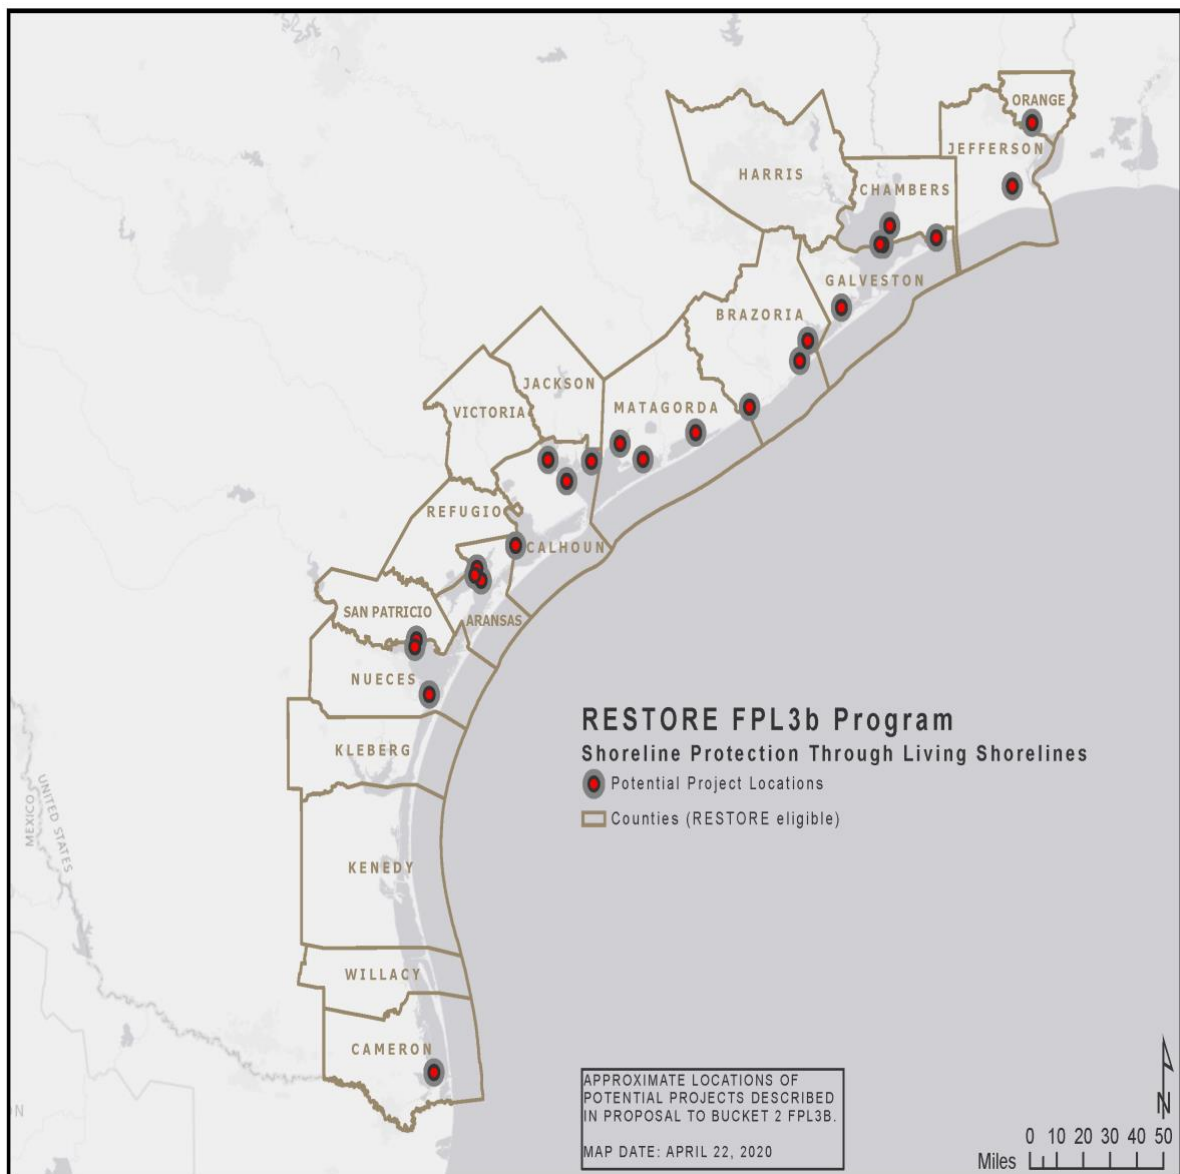 ORANGE
JEFFERSON
HARRIS
CHAMBERS
GALVESTON
BRAZORIA
JACKSON
MATAGORDA
VICTORIA
REFUGIO
CALHOUN
SAN PATRICIO
ARANSAS
NUECES
KLEBERG
KENEDY
WILLACY
CAMERON
MEXICO
UNITED STATES
RESTORE FPL3b Program
Shoreline Protection Through Living Shorelines
Potential Project Locations
Counties (RESTORE eligible)
APPROXIMATE LOCATIONS OF
POTENTIAL PROJECTS DESCRIBED
IN PROPOSAL TO BUCKET 2 FPL3B.
MAP DATE: APRIL 22, 2020
N
0 10 20 30 40 50
Miles